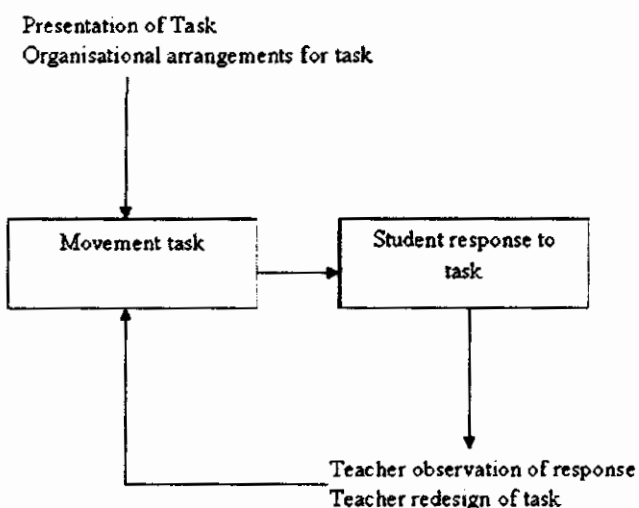 Presentation of Task
Organisational arrangements for task
Movement task
Student response to
task
Teacher observation of response
Teacher redesign of task